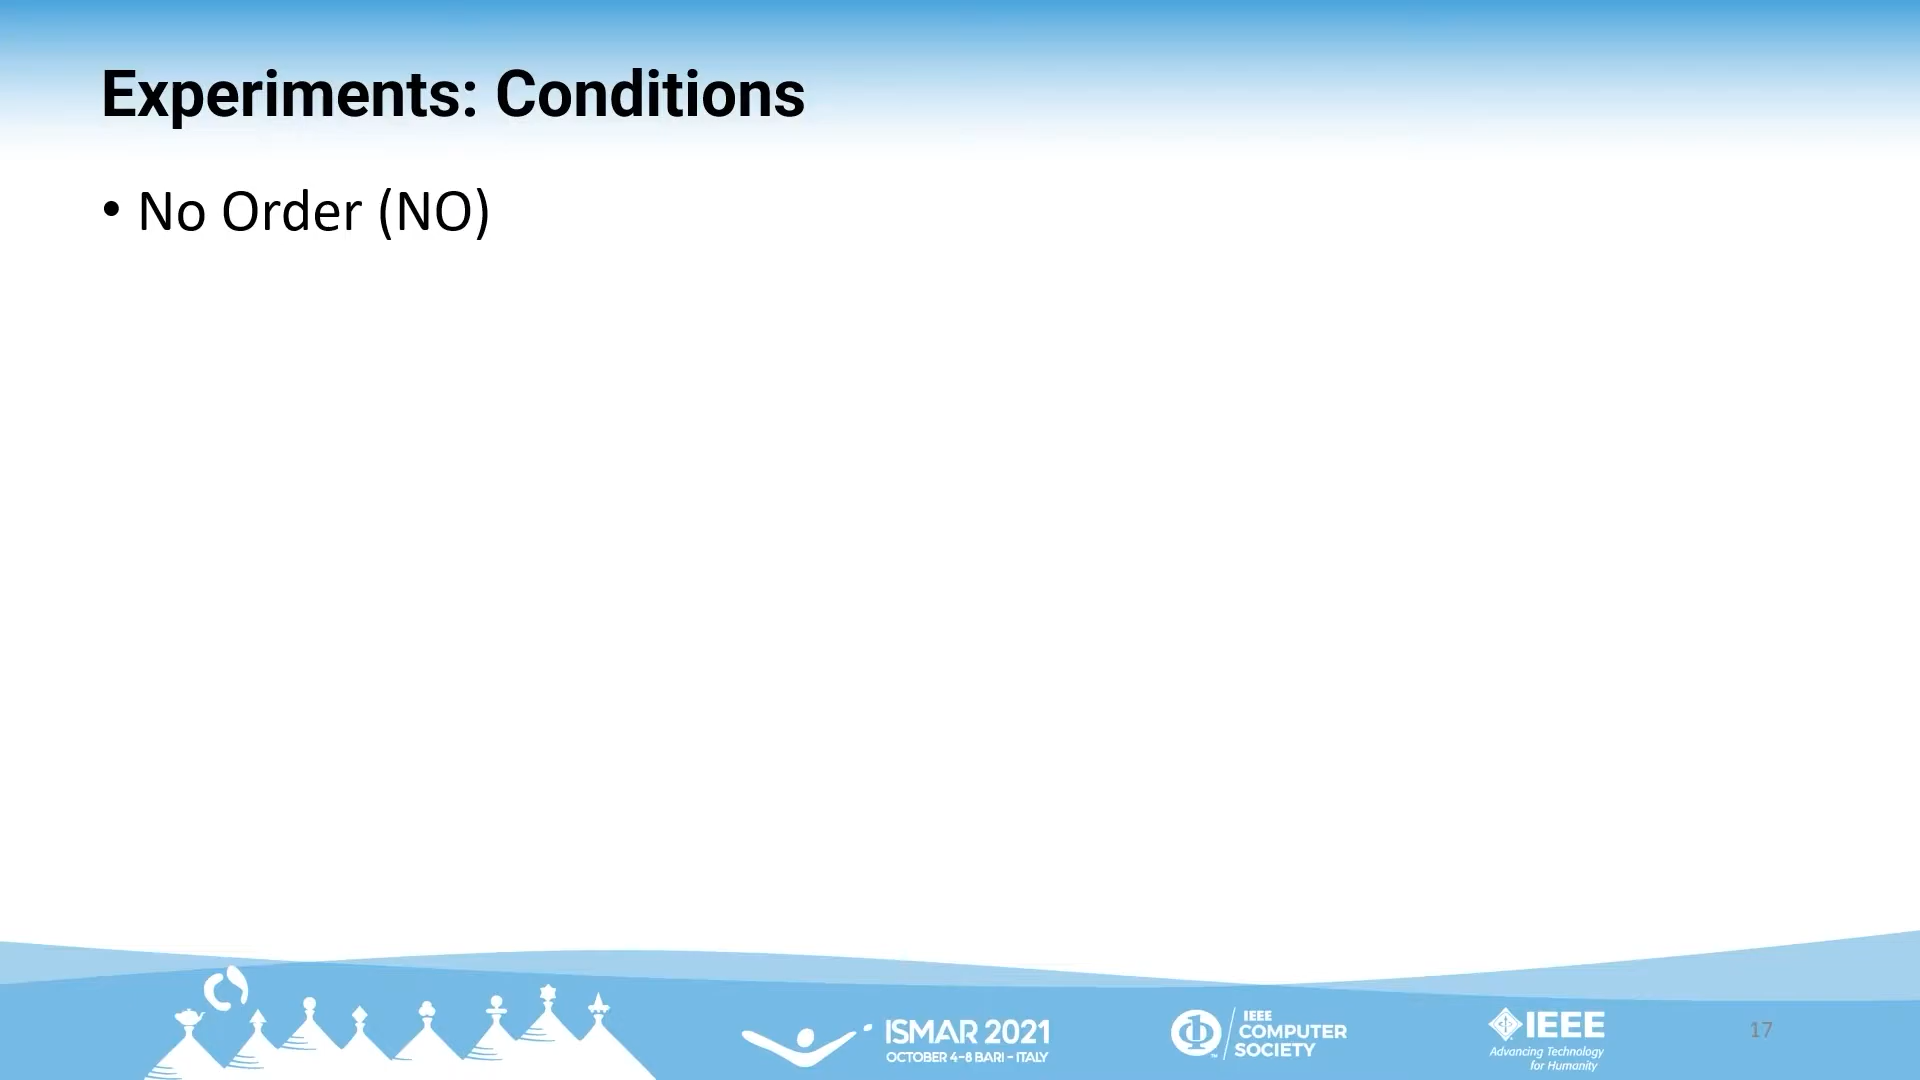 Experiments: Conditions
• No Order (NO)
ISMAR 2021
OCTOBER 4-8 BARI - ITALY
IEEE
COMPUTER
SOCIETY
TM
IEEE
Advancing Technology
for Humanity
17